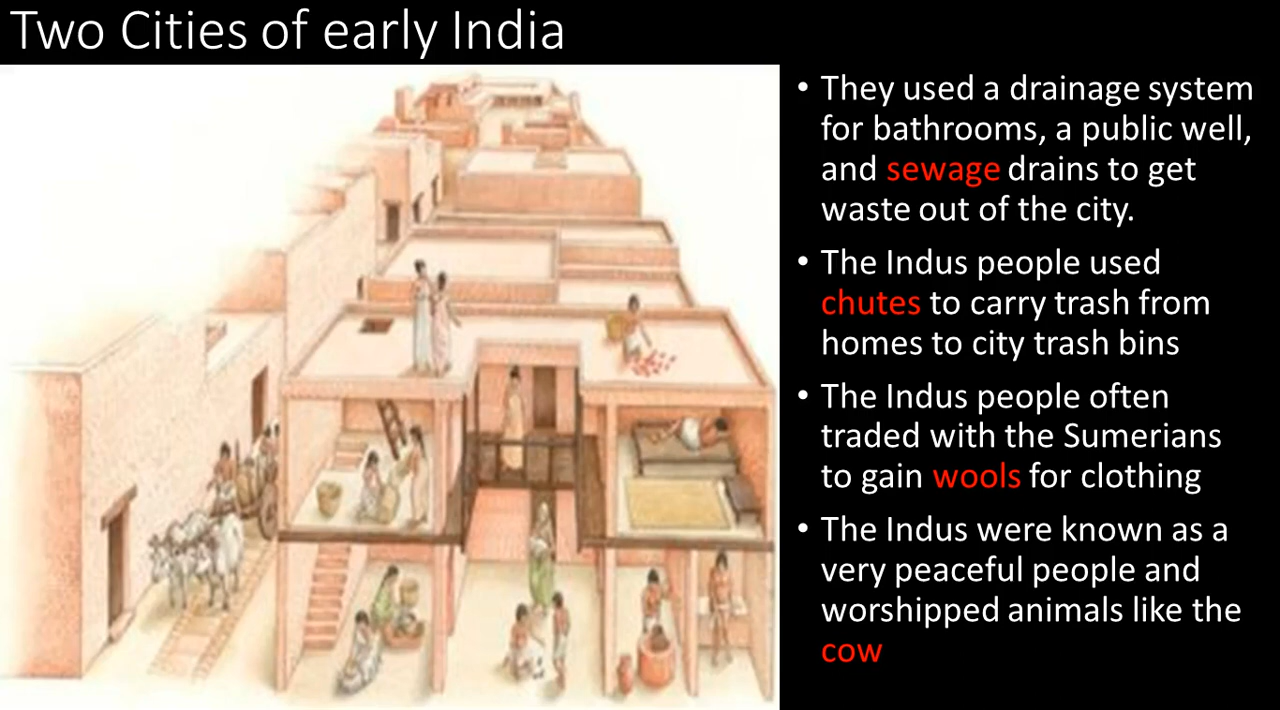 Two Cities of early India
• They used a drainage system
for bathrooms, a public well,
and sewage drains to get
waste out of the city.
• The Indus people used
chutes to carry trash from
homes to city trash bins
• The Indus people often
traded with the Sumerians
to gain wools for clothing
• The Indus were known as a
very peaceful people and
worshipped animals like the
cow